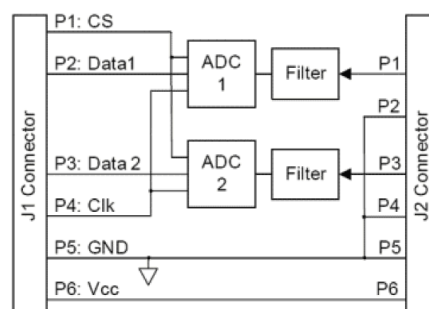 J1 Connector
P1: CS
P2: Data1
P3: Data 2
P4: Clk
P5: GND
P6: Vcc
ADC
1
Filter
ADC
2
Filter
P1
P2
P3
P4
P5
P6
J2 Connector